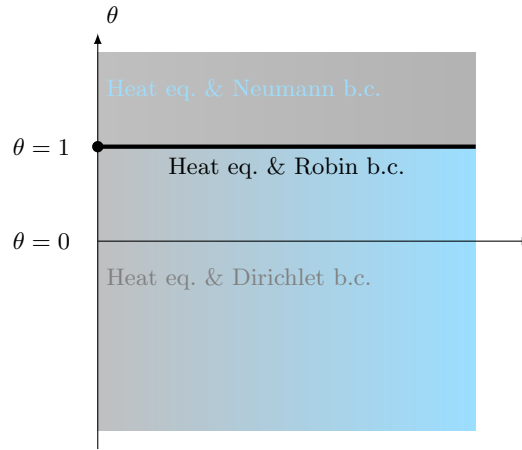 θ
Heat eq. & Neumann b.c.
θ = 1
Heat eq. & Robin b.c.
θ = 0
Heat eq. & Dirichlet b.c.